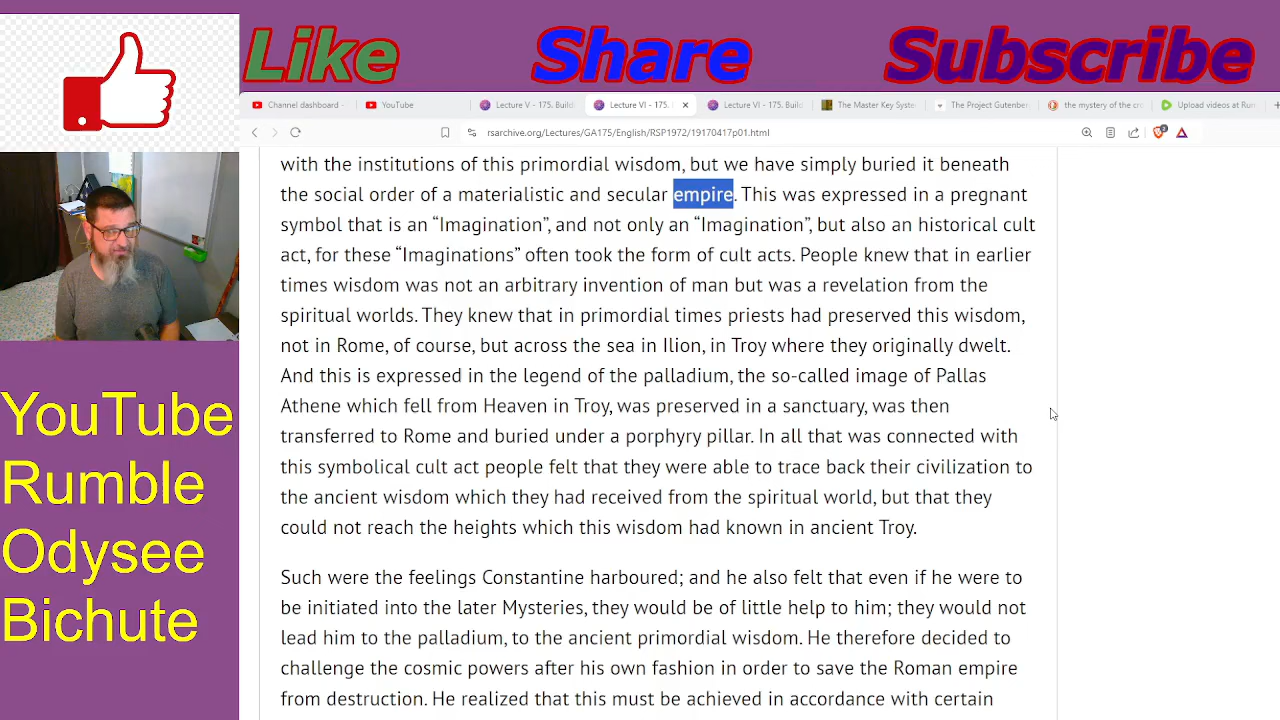 Like Share Subscribe
Channel dashboard -
YouTube
Lecture V - 175. Build
Lecture VI - 175.
Lecture VI - 175. Buil
The Master Key Syste
The Project Gutenber
the mystery of the cro
Upload videos at Rum
rsarchive.org/Lectures/GA175/English/RSP1972/19170417p01.html
with the institutions of this primordial wisdom, but we have simply buried it beneath
the social order of a materialistic and secular empire. This was expressed in a pregnant
symbol that is an “Imagination”, and not only an “Imagination”, but also an historical cult
act, for these “Imaginations” often took the form of cult acts. People knew that in earlier
times wisdom was not an arbitrary invention of man but was a revelation from the
spiritual worlds. They knew that in primordial times priests had preserved this wisdom,
not in Rome, of course, but across the sea in Ilion, in Troy where they originally dwelt.
And this is expressed in the legend of the palladium, the so-called image of Pallas
Athene which fell from Heaven in Troy, was preserved in a sanctuary, was then
transferred to Rome and buried under a porphyry pillar. In all that was connected with
this symbolical cult act people felt that they were able to trace back their civilization to
the ancient wisdom which they had received from the spiritual world, but that they
could not reach the heights which this wisdom had known in ancient Troy.
Such were the feelings Constantine harboured; and he also felt that even if he were to
be initiated into the later Mysteries, they would be of little help to him; they would not
lead him to the palladium, to the ancient primordial wisdom. He therefore decided to
challenge the cosmic powers after his own fashion in order to save the Roman empire
from destruction. He realized that this must be achieved in accordance with certain
YouTube
Rumble
Odysee
Bichute